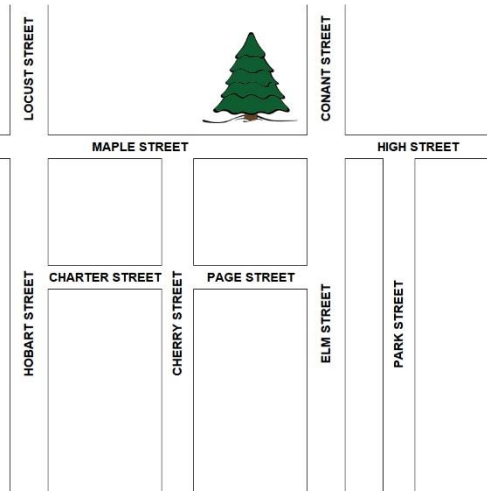 LOCUST STREET
CONANT STREET
MAPLE STREET
HIGH STREET
HOBART STREET
CHARTER STREET
CHERRY STREET
PAGE STREET
ELM STREET
PARK STREET